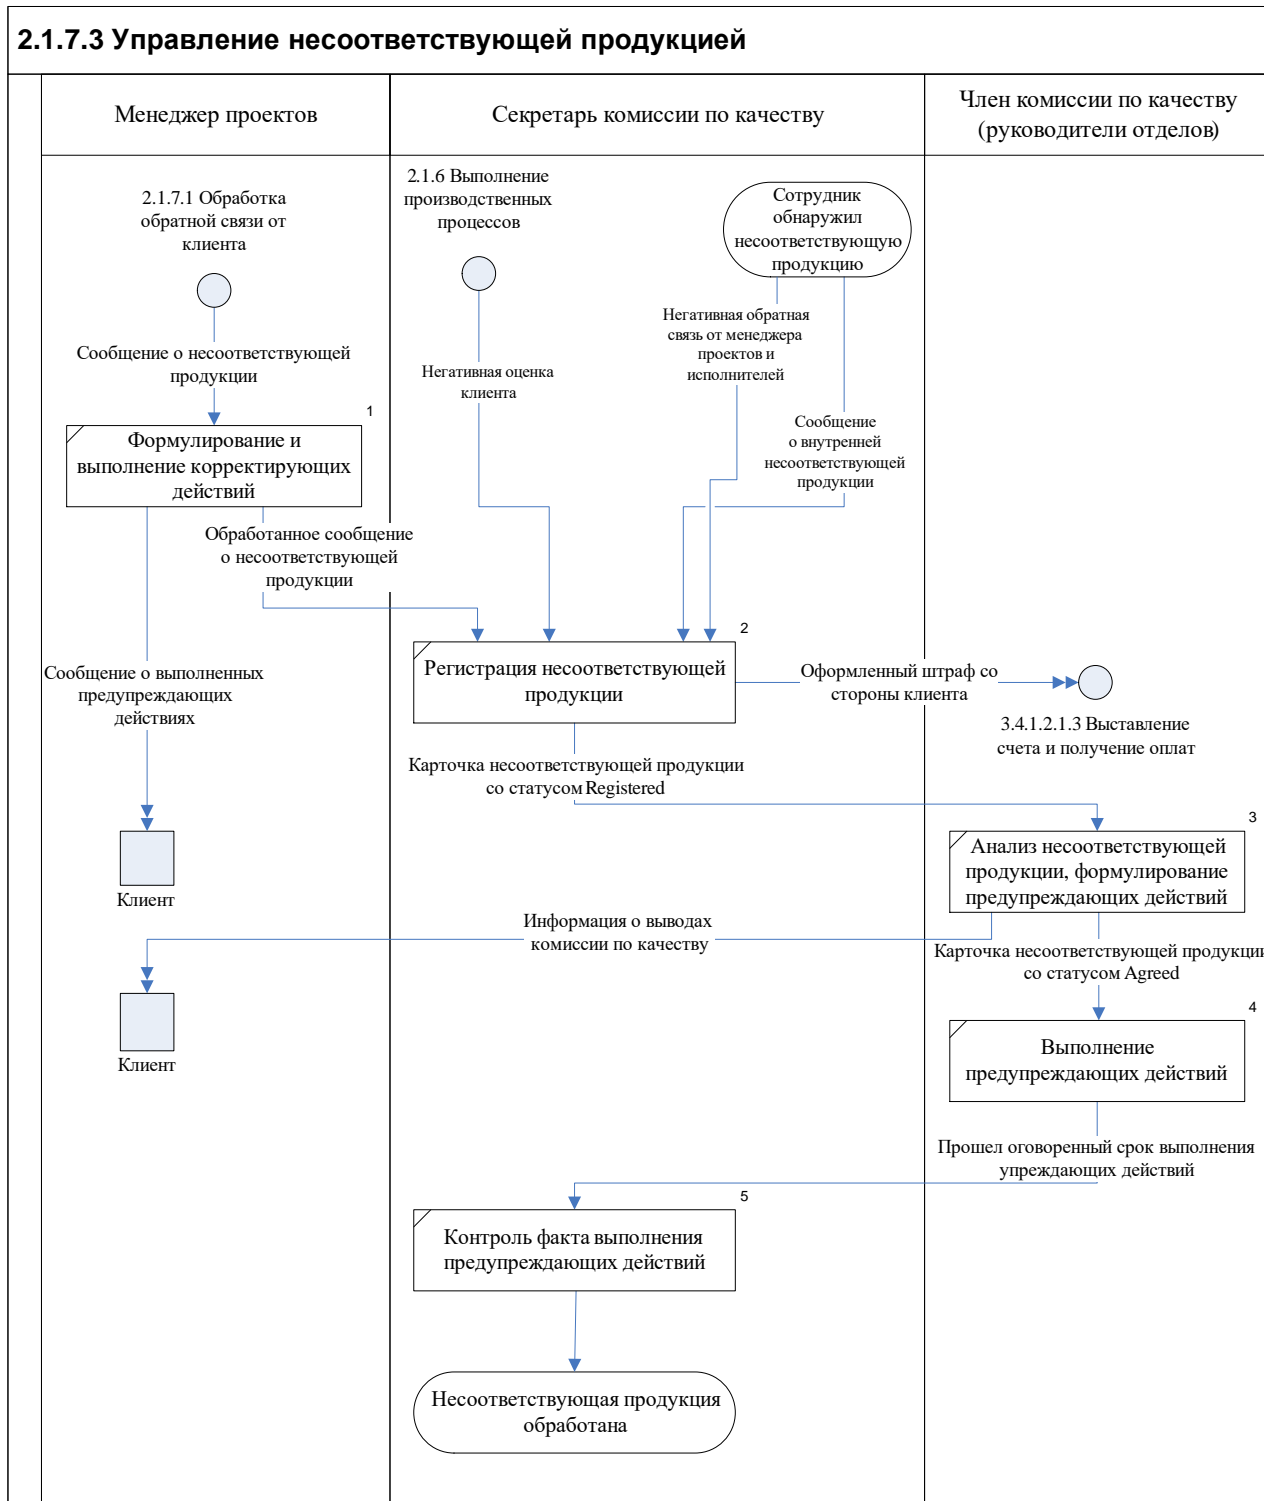 2.1.7.3 Управление несоответствующей продукцией
Менеджер проектов
Секретарь комиссии по качеству
Член комиссии по качеству
(руководители отделов)
2.1.7.1 Обработка
обратной связи от
клиента
2.1.6 Выполнение
производственных
процессов
Сотрудник
обнаружил
несоответствующую
продукцию
Сообщение о несоответствующей
продукции
Негативная оценка
клиента
Негативная обратная
связь от менеджера
проектов и
исполнителей
Сообщение
о внутренней
несоответствующей
продукции
1
Формулирование и
выполнение корректирующих
действий
Обработанное сообщение
о несоответствующей
продукции
Сообщение о выполненных
предупреждающих
действиях
2
Регистрация несоответствующей
продукции
Оформленный штраф со
стороны клиента
3.4.1.2.1.3 Выставление
счета и получение оплат
Карточка несоответствующей продукции
со статусом Registered
3
Анализ несоответствующей
продукции, формулирование
предупреждающих действий
Клиент
Информация о выводах
комиссии по качеству
Карточка несоответствующей продукции
со статусом Agreed
Клиент
4
Выполнение
предупреждающих действий
Прошел оговоренный срок выполнения
упреждающих действий
5
Контроль факта выполнения
предупреждающих действий
Несоответствующая продукция
обработана